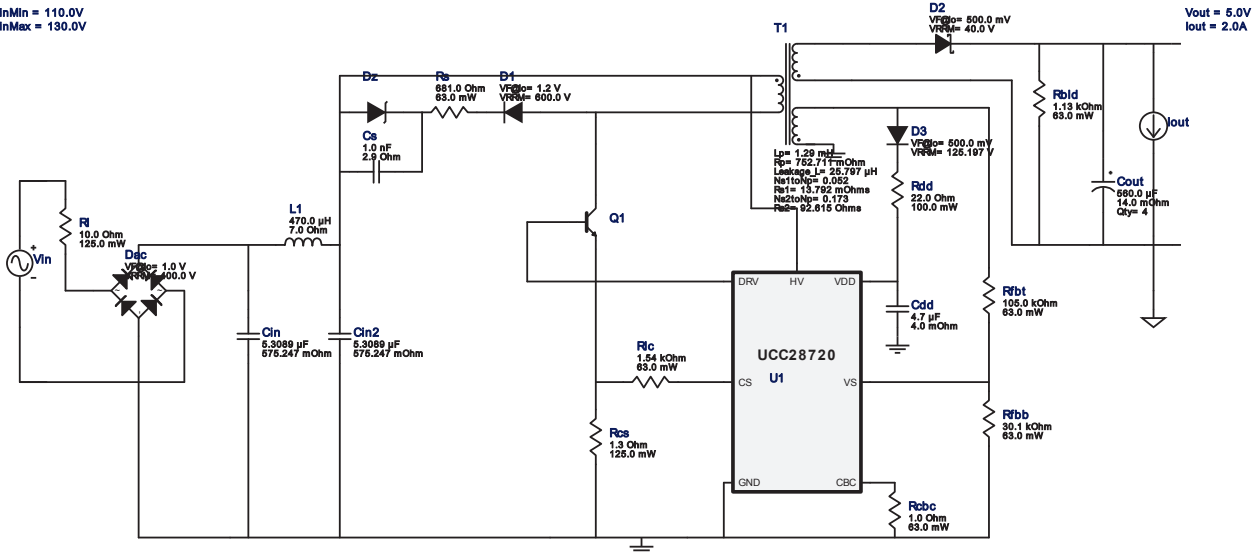 InMin = 110.0V
InMax = 130.0V
Vout = 5.0V
Iout = 2.0A
D2
VF@Io= 500.0 mV
VRRM= 40.0 V
T1
Dz
Rs
681.0 Ohm
63.0 mW
D1
VF@Io= 1.2 V
VRRM= 600.0 V
Cs
1.0 nF
2.9 Ohm
Rbld
1.13 kOhm
63.0 mW
Iout
D3
VF@Io= 500.0 mV
VRRM= 125.197 V
Lp= 1.29 mH
Rp= 752.711 mOhm
Leakage_L= 25.797 µH
Ns1toNp= 0.052
Rs1= 13.792 mOhms
Ns2toNp= 0.173
Rs2= 92.615 Ohms
Rdd
22.0 Ohm
100.0 mW
Cout
560.0 µF
14.0 mOhm
Qty= 4
Q1
L1
470.0 µH
7.0 Ohm
Ri
10.0 Ohm
125.0 mW
Vin
Dac
VF@Io= 1.0 V
VRRM= 400.0 V
~
~
+
-
DRV
HV
VDD
Rfbt
105.0 kOhm
63.0 mW
Cdd
4.7 µF
4.0 mOhm
Cin
5.3089 µF
575.247 mOhm
Cin2
5.3089 µF
575.247 mOhm
Rlc
1.54 kOhm
63.0 mW
UCC28720
U1
CS
VS
Rfbb
30.1 kOhm
63.0 mW
Rcs
1.3 Ohm
125.0 mW
GND
CBC
Rcbc
1.0 Ohm
63.0 mW